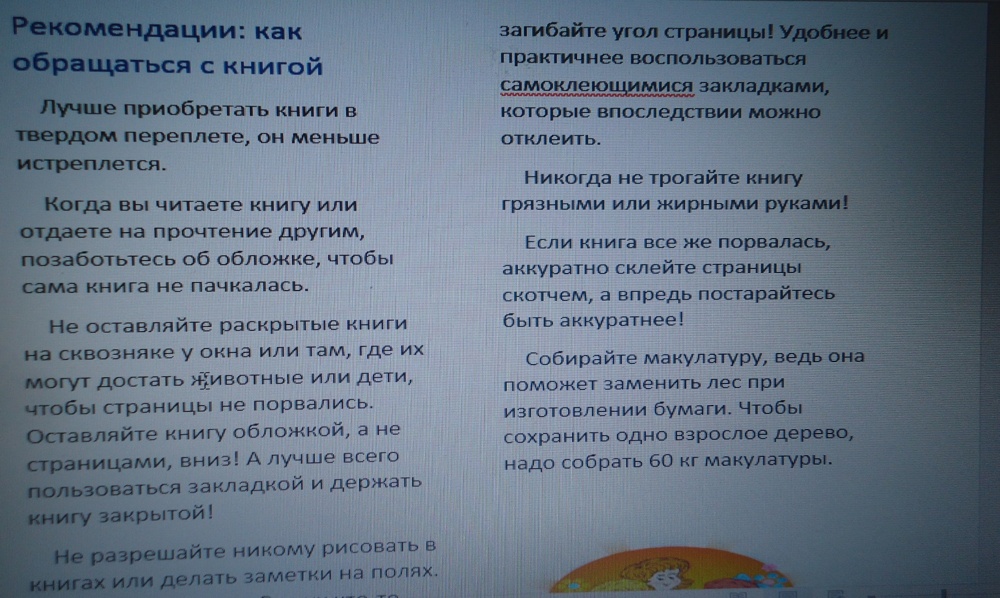 Рекомендации: как
обращаться с книгой
Лучше приобретать книги в
твердом переплете, он меньше
истреплется.
Когда вы читаете книгу или
отдаете на прочтение другим,
позаботьтесь об обложке, чтобы
сама книга не пачкалась.
Не оставляйте раскрытые книги
на сквозняке у окна или там, где их
могут достать животные или дети,
чтобы страницы не порвались.
Оставляйте книгу обложкой, а не
страницами, вниз! А лучше всего
пользоваться закладкой и держать
книгу закрытой!
Не разрешайте никому рисовать в
книгах или делать заметки на полях.
загибайте угол страницы! Удобнее и
практичнее воспользоваться
самоклеющимися закладками,
которые впоследствии можно
отклеить.
Никогда не трогайте книгу
грязными или жирными руками!
Если книга все же порвалась,
аккуратно склейте страницы
скотчем, а впредь постарайтесь
быть аккуратнее!
Собирайте макулатуру, ведь она
поможет заменить лес при
изготовлении бумаги. Чтобы
сохранить одно взрослое дерево,
надо собрать 60 кг макулатуры.